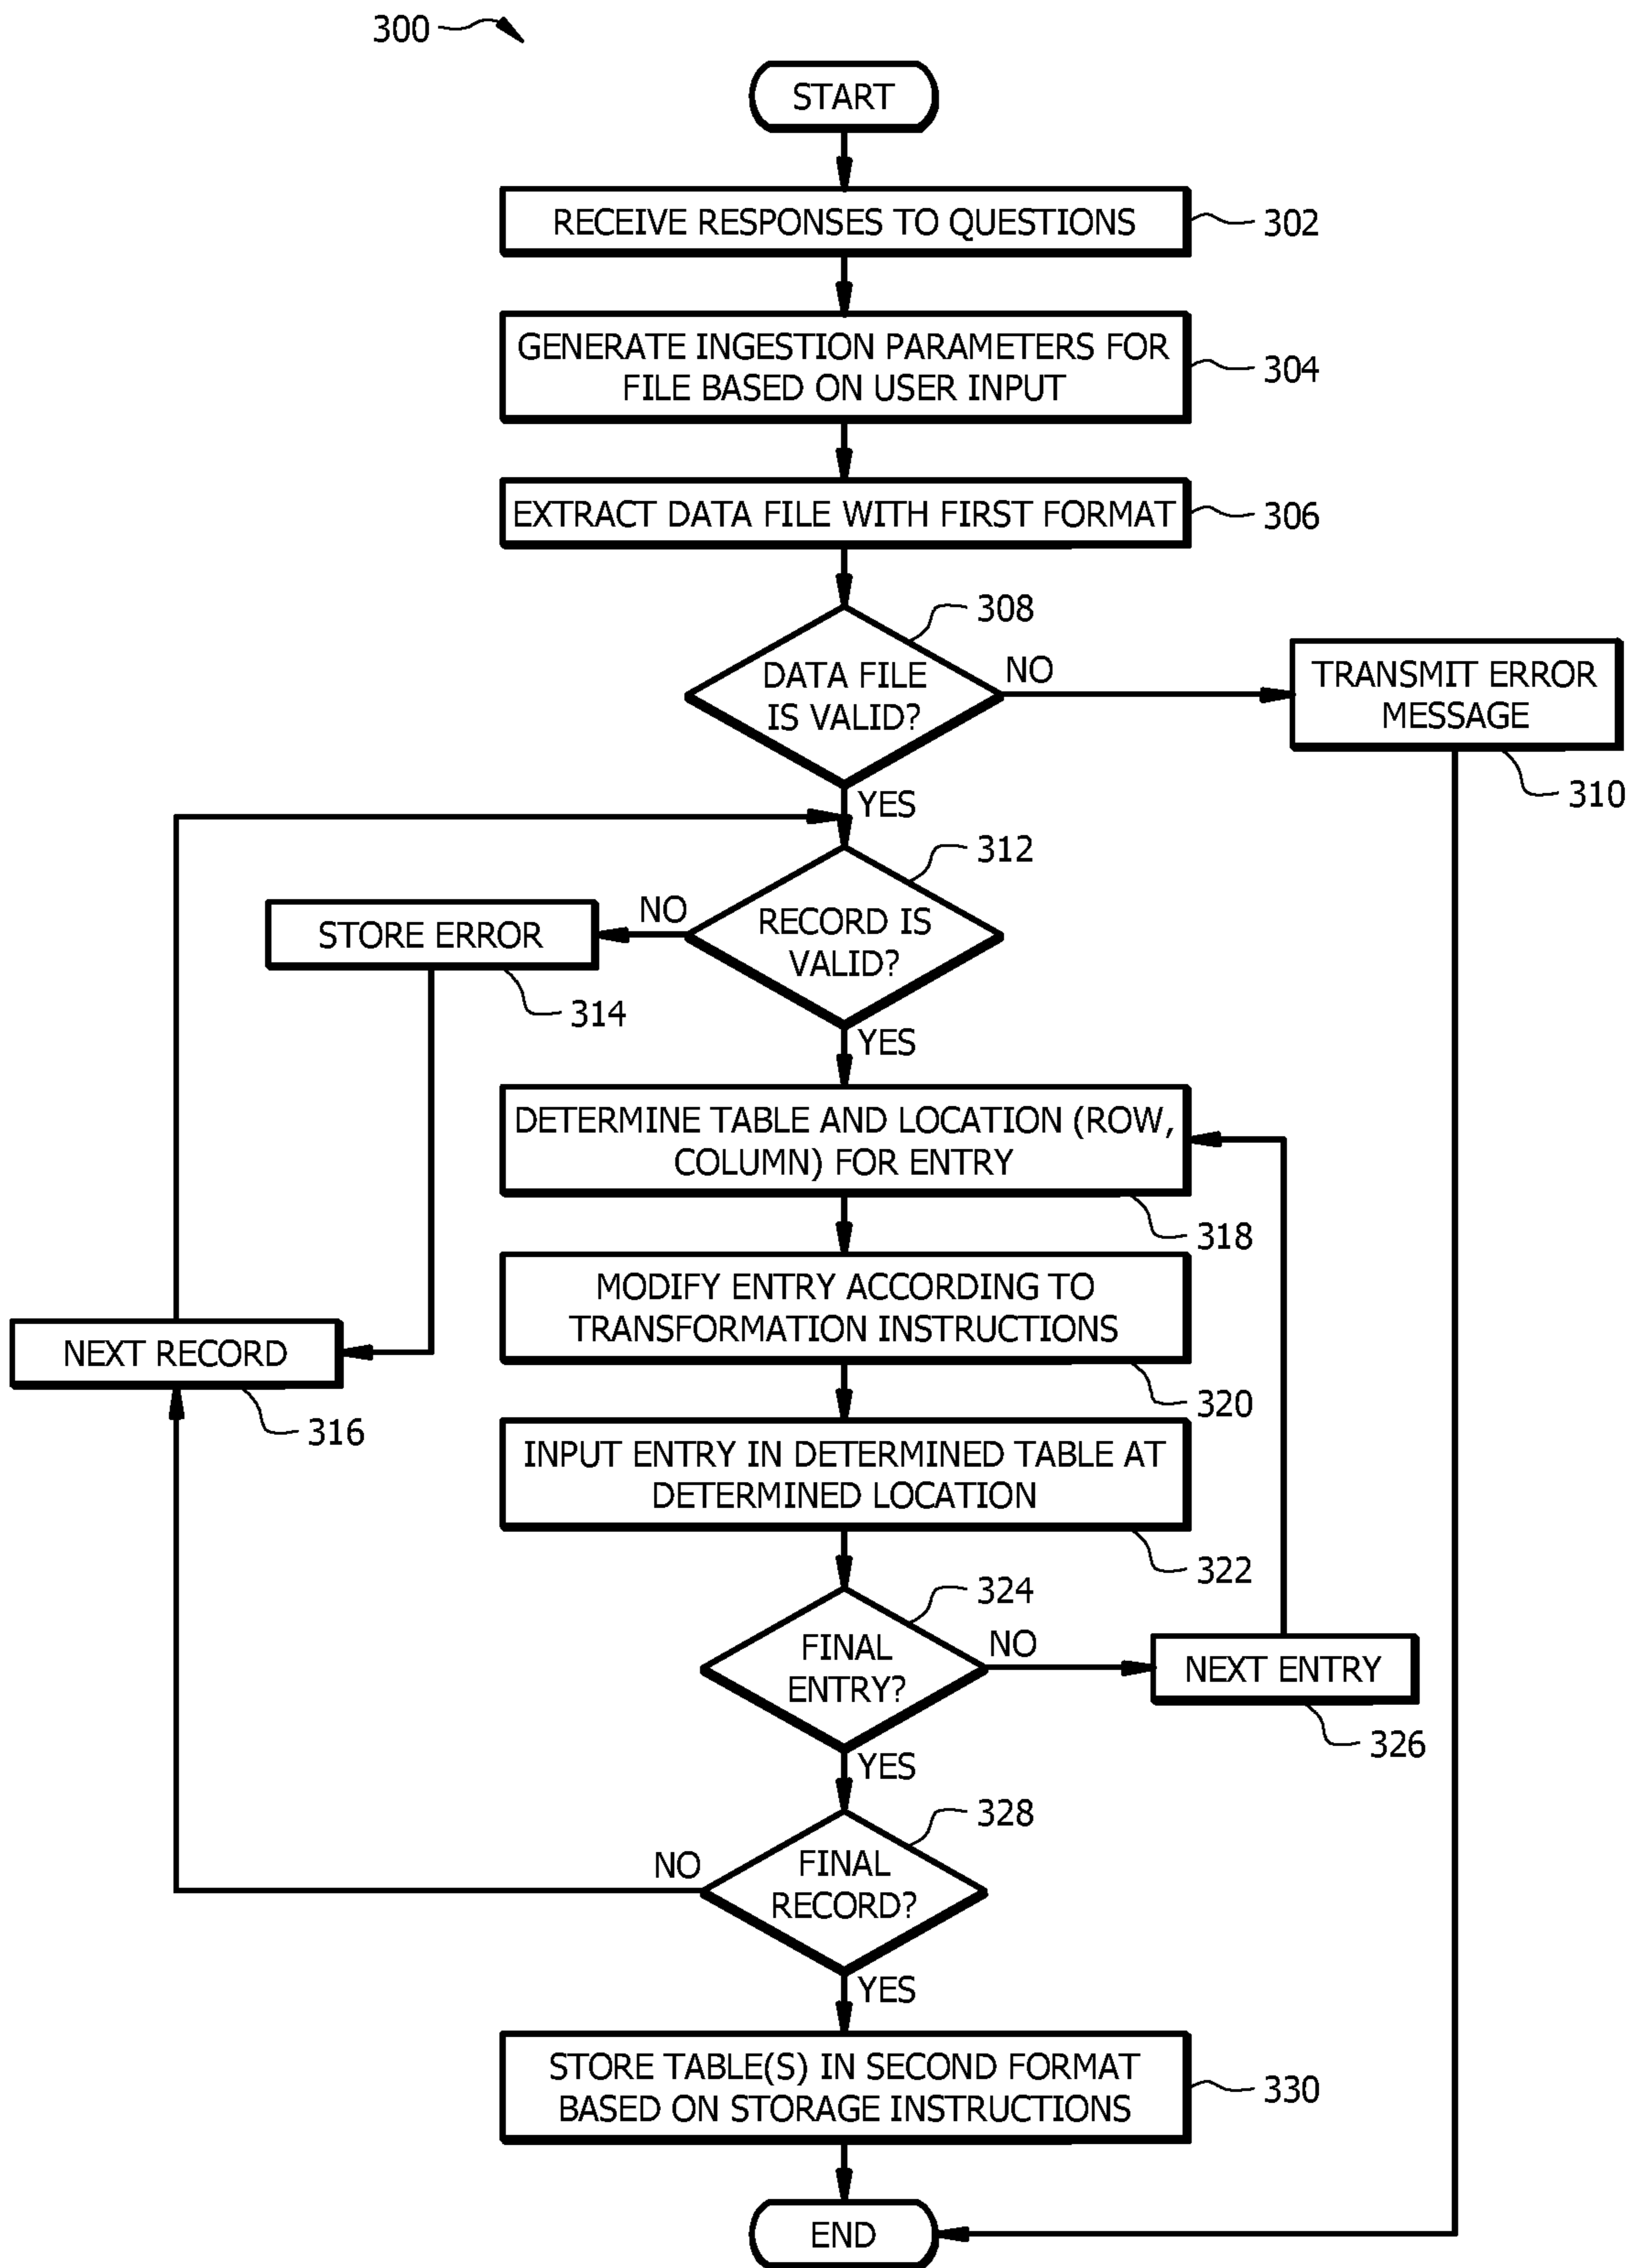 300
START
RECEIVE RESPONSES TO QUESTIONS
302
GENERATE INGESTION PARAMETERS FOR
FILE BASED ON USER INPUT
304
EXTRACT DATA FILE WITH FIRST FORMAT
306
308
DATA FILE
IS VALID?
NO
TRANSMIT ERROR
MESSAGE
310
YES
312
RECORD IS
VALID?
NO
STORE ERROR
314
YES
DETERMINE TABLE AND LOCATION (ROW,
COLUMN) FOR ENTRY
318
MODIFY ENTRY ACCORDING TO
TRANSFORMATION INSTRUCTIONS
320
NEXT RECORD
316
INPUT ENTRY IN DETERMINED TABLE AT
DETERMINED LOCATION
322
324
FINAL
ENTRY?
NO
NEXT ENTRY
326
YES
328
FINAL
RECORD?
NO
YES
STORE TABLE(S) IN SECOND FORMAT
BASED ON STORAGE INSTRUCTIONS
330
END